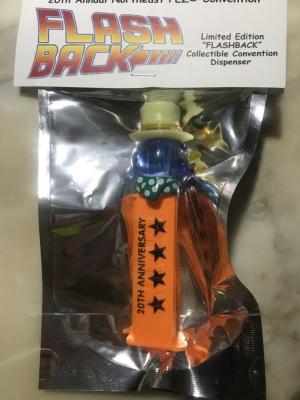 20th Annual Northeast PEZ® Convention
FLASH
BACK
Limited Edition
"FLASHBACK"
Collectible Convention
Dispenser
20TH ANNIVERSARY